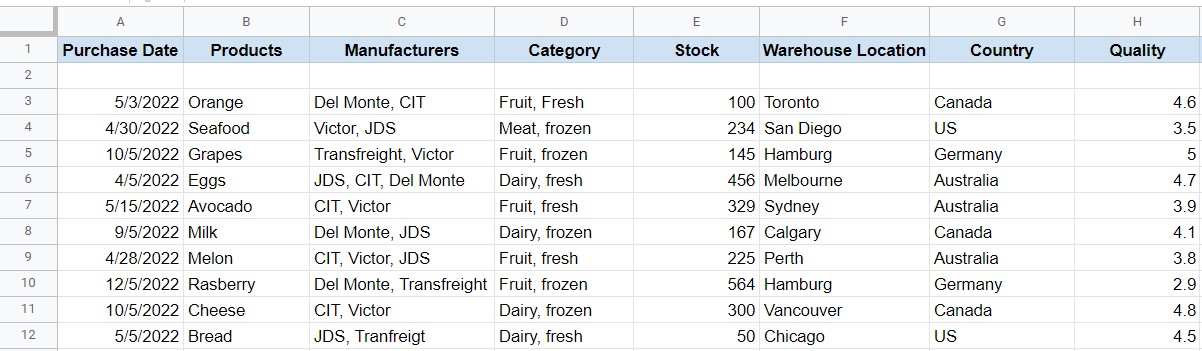 A B C D E F G H
1 Purchase Date Products Manufacturers Category Stock Warehouse Location Country Quality
2
3 5/3/2022 Orange Del Monte, CIT Fruit, Fresh 100 Toronto Canada 4.6
4 4/30/2022 Seafood Victor, JDS Meat, frozen 234 San Diego US 3.5
5 10/5/2022 Grapes Transfreight, Victor Fruit, frozen 145 Hamburg Germany 5
6 4/5/2022 Eggs JDS, CIT, Del Monte Dairy, fresh 456 Melbourne Australia 4.7
7 5/15/2022 Avocado CIT, Victor Fruit, fresh 329 Sydney Australia 3.9
8 9/5/2022 Milk Del Monte, JDS Dairy, frozen 167 Calgary Canada 4.1
9 4/28/2022 Melon CIT, Victor, JDS Fruit, fresh 225 Perth Australia 3.8
10 12/5/2022 Rasberry Del Monte, Transfreight Fruit, frozen 564 Hamburg Germany 2.9
11 10/5/2022 Cheese CIT, Victor Dairy, frozen 300 Vancouver Canada 4.8
12 5/5/2022 Bread JDS, Tranfreigt Dairy, fresh 50 Chicago US 4.5